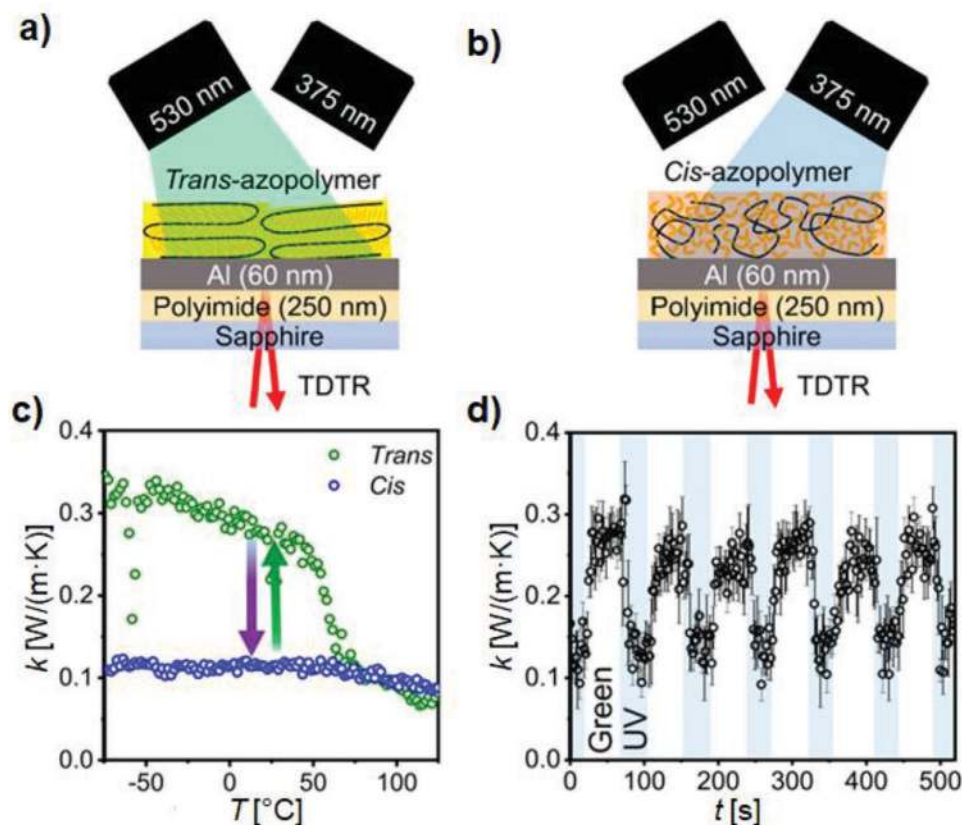 a)
530 nm
375 nm
Trans-azopolymer
Al (60 nm)
Polyimide (250 nm)
Sapphire
TDTR
b)
530 nm
375 nm
Cis-azopolymer
Al (60 nm)
Polyimide (250 nm)
Sapphire
TDTR
c)
0.4
0.3
0.2
0.1
0.0
k [W/(m·K)]
Trans
Cis
-50 0 50 100
T [°C]
d)
0.4
0.3
0.2
0.1
0.0
k [W/(m·K)]
Green
UV
0 100 200 300 400 500
t [s]